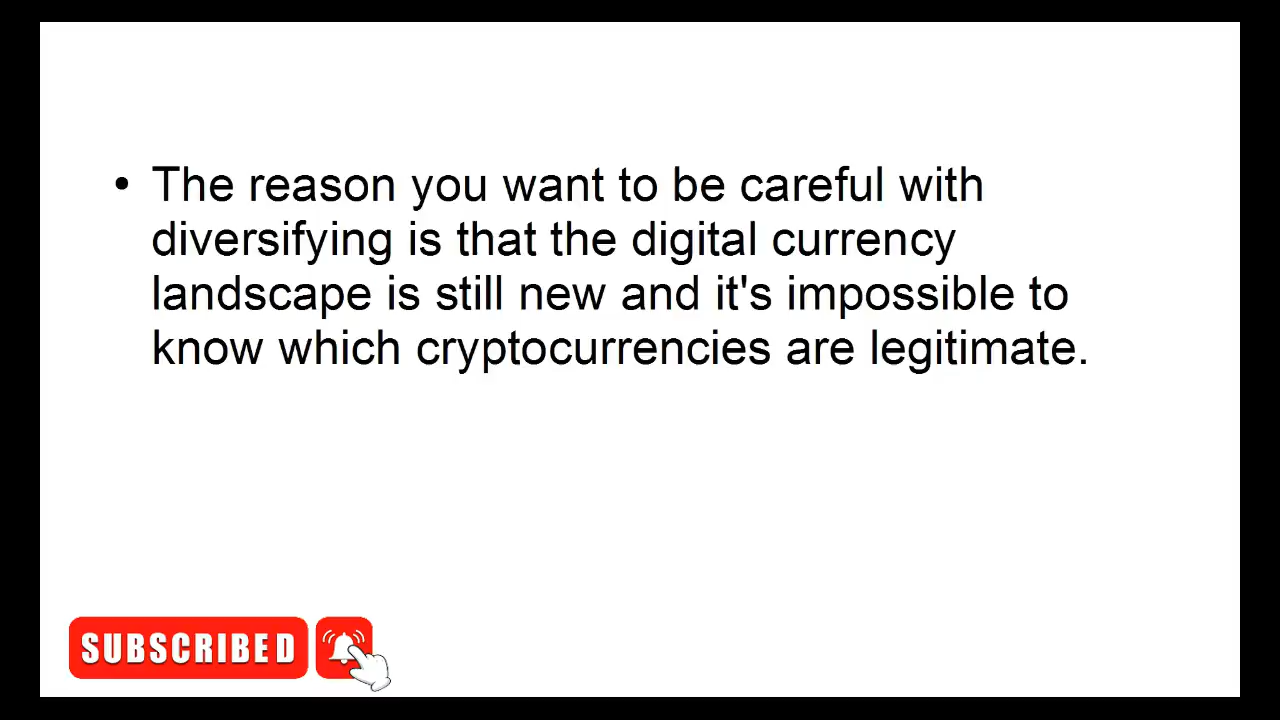 • The reason you want to be careful with
diversifying is that the digital currency
landscape is still new and it's impossible to
know which cryptocurrencies are legitimate.
SUBSCRIBED